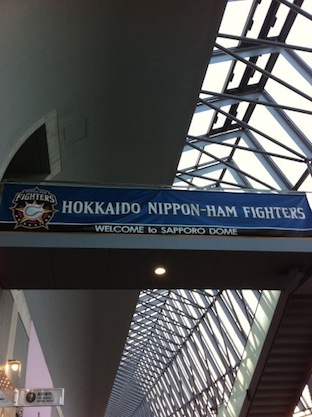 FIGHTERS
HOKKAIDO NIPPON-HAM FIGHTERS
WELCOME to SAPPORO DOME